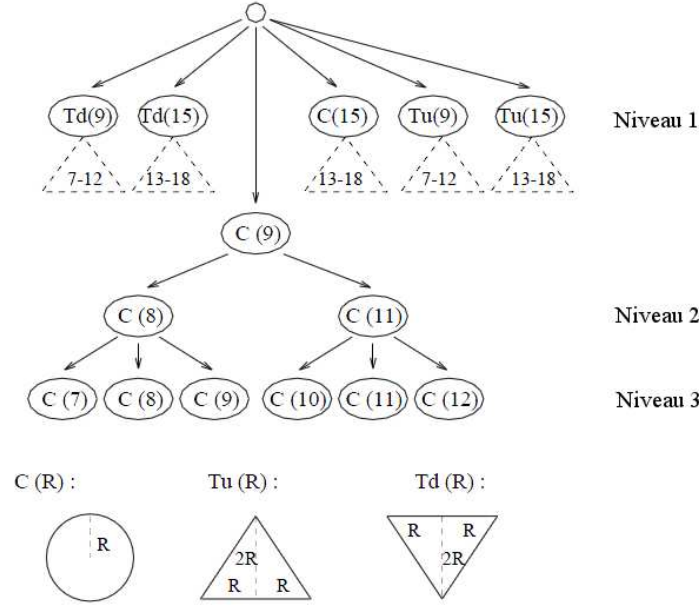 Td(9) Td(15) C(15) Tu(9) Tu(15) Niveau 1
7-12 13-18 13-18 7-12 13-18
C (9)
C (8) C (11) Niveau 2
C (7) C (8) C (9) C (10) C (11) C (12) Niveau 3
C (R) : Tu (R) : Td (R) :
R 2R R R R R 2R